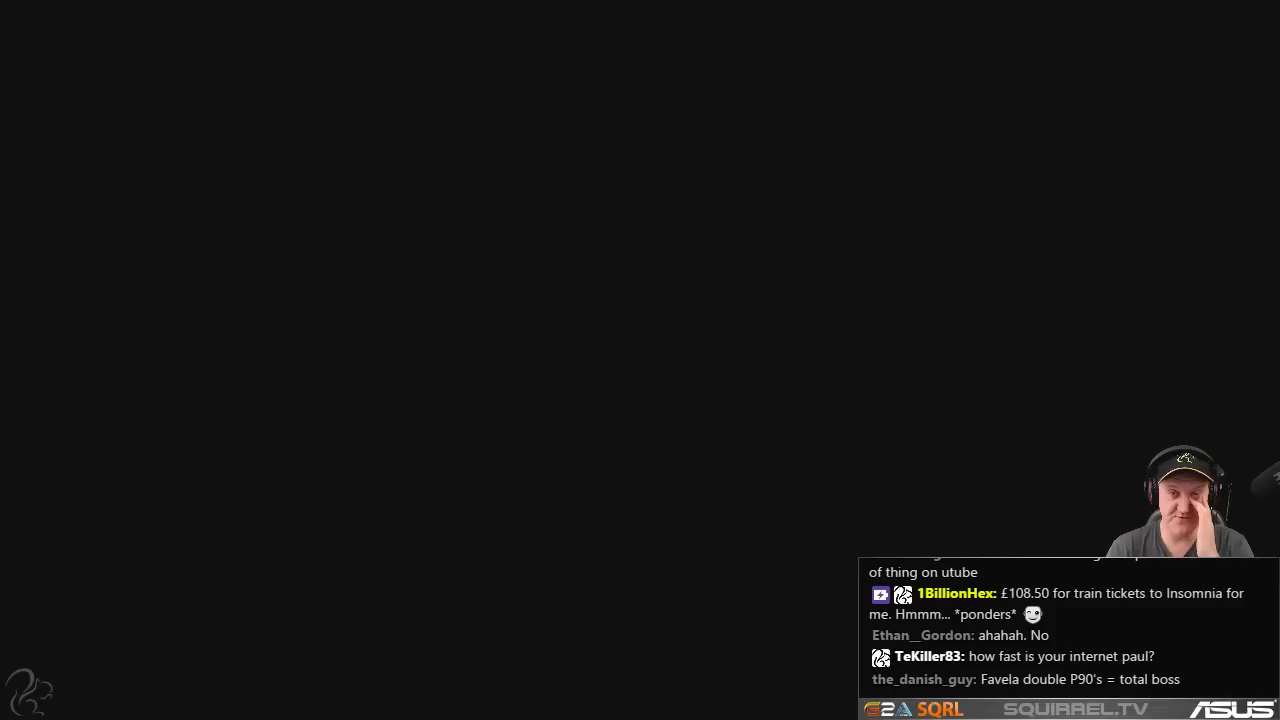 of thing on utube
1BillionHex: £108.50 for train tickets to Insomnia for
me. Hmmm... *ponders*
Ethan__Gordon: ahahah. No
TeKiller83: how fast is your internet paul?
the_danish_guy: Favela double P90's = total boss
G2A SQRL SQUIRREL.TV ASUS